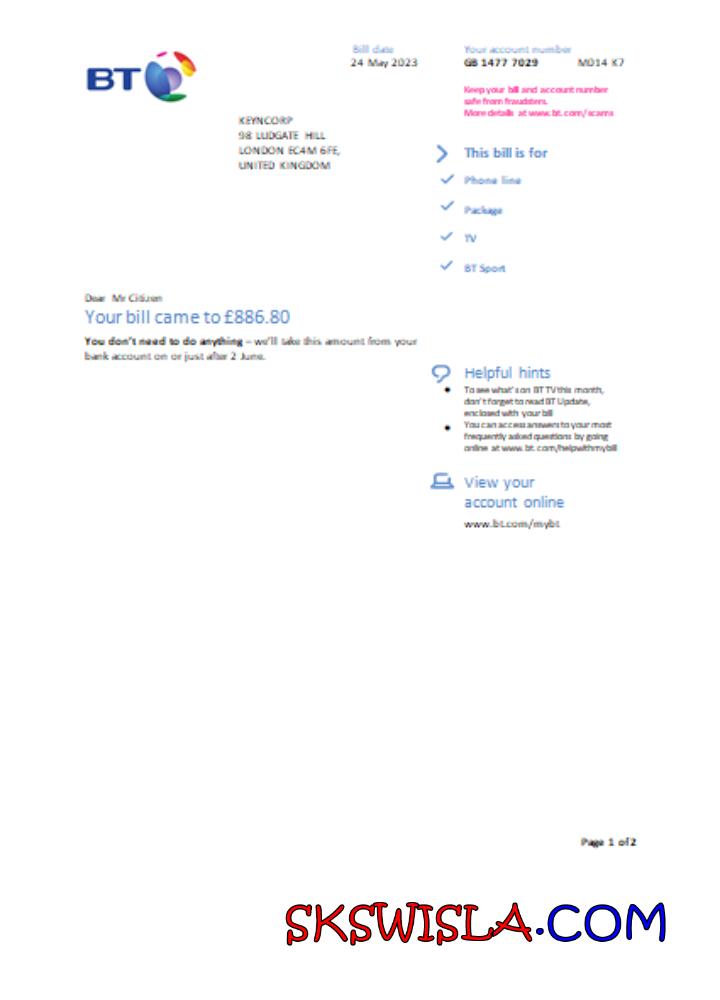 BT
Bill date
24 May 2023
Your account number
GB 1477 7029 M014 K7
Keep your bill and account number
safe from fraudsters.
More details at www.bt.com/scams
KEYNCORP
98 LUDGATE HILL
LONDON EC4M 6FE,
UNITED KINGDOM
This bill is for
Phone line
Package
TV
BT Sport
Dear Mr Citizen
Your bill came to £886.80
You don't need to do anything – we'll take this amount from your
bank account on or just after 2 June.
Helpful hints
To see what's on BT TV this month,
don't forget to read BT Update,
enclosed with your bill
You can access answers to your most
frequently asked questions by going
online at www.bt.com/helpwithmybill
View your
account online
www.bt.com/mybt
Page 1 of 2
SKSWISLA.COM